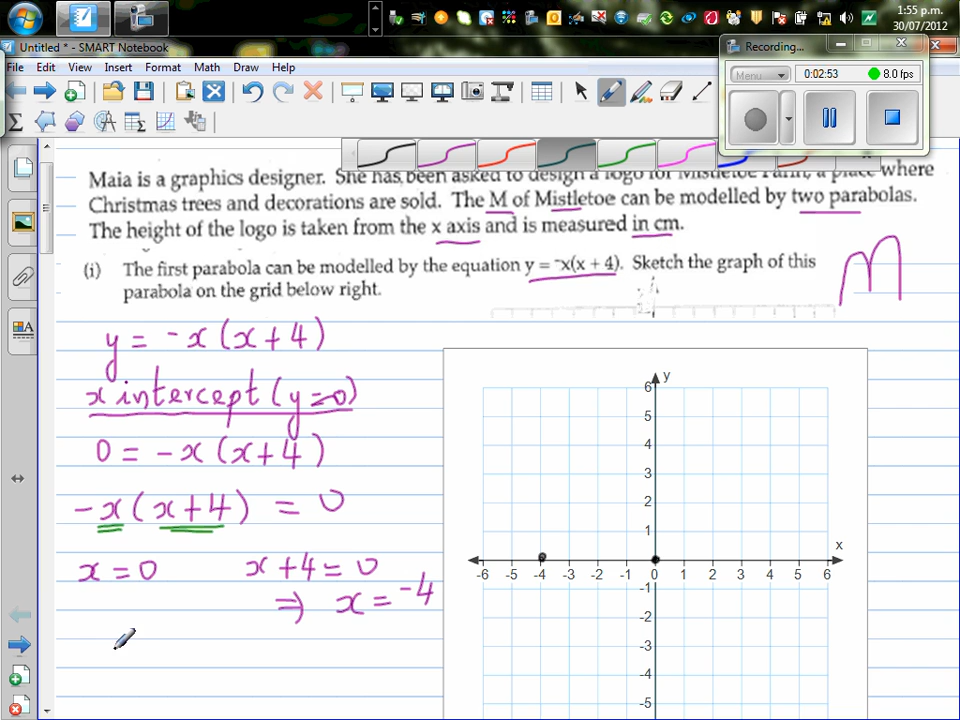 1:55 p.m.
30/07/2012
Untitled * - SMART Notebook
File Edit View Insert Format Math Draw Help
Recording...
Menu 0:02:53 8.0 fps
Maia is a graphics designer. She has been asked to design a logo for Mistletoe Farm, a place where
Christmas trees and decorations are sold. The M of Mistletoe can be modelled by two parabolas.
The height of the logo is taken from the x axis and is measured in cm.
(i) The first parabola can be modelled by the equation y = ⁻x(x + 4). Sketch the graph of this
parabola on the grid below right.
M
y = ⁻x (x+4)
x intercept (y=0)
0 = -x (x+4)
-x (x+4) = 0
x = 0 x +4 = 0
⇒ x = ⁻4
y
6
5
4
3
2
1
x
-6 -5 -4 -3 -2 -1 0 1 2 3 4 5 6
-1
-2
-3
-4
-5